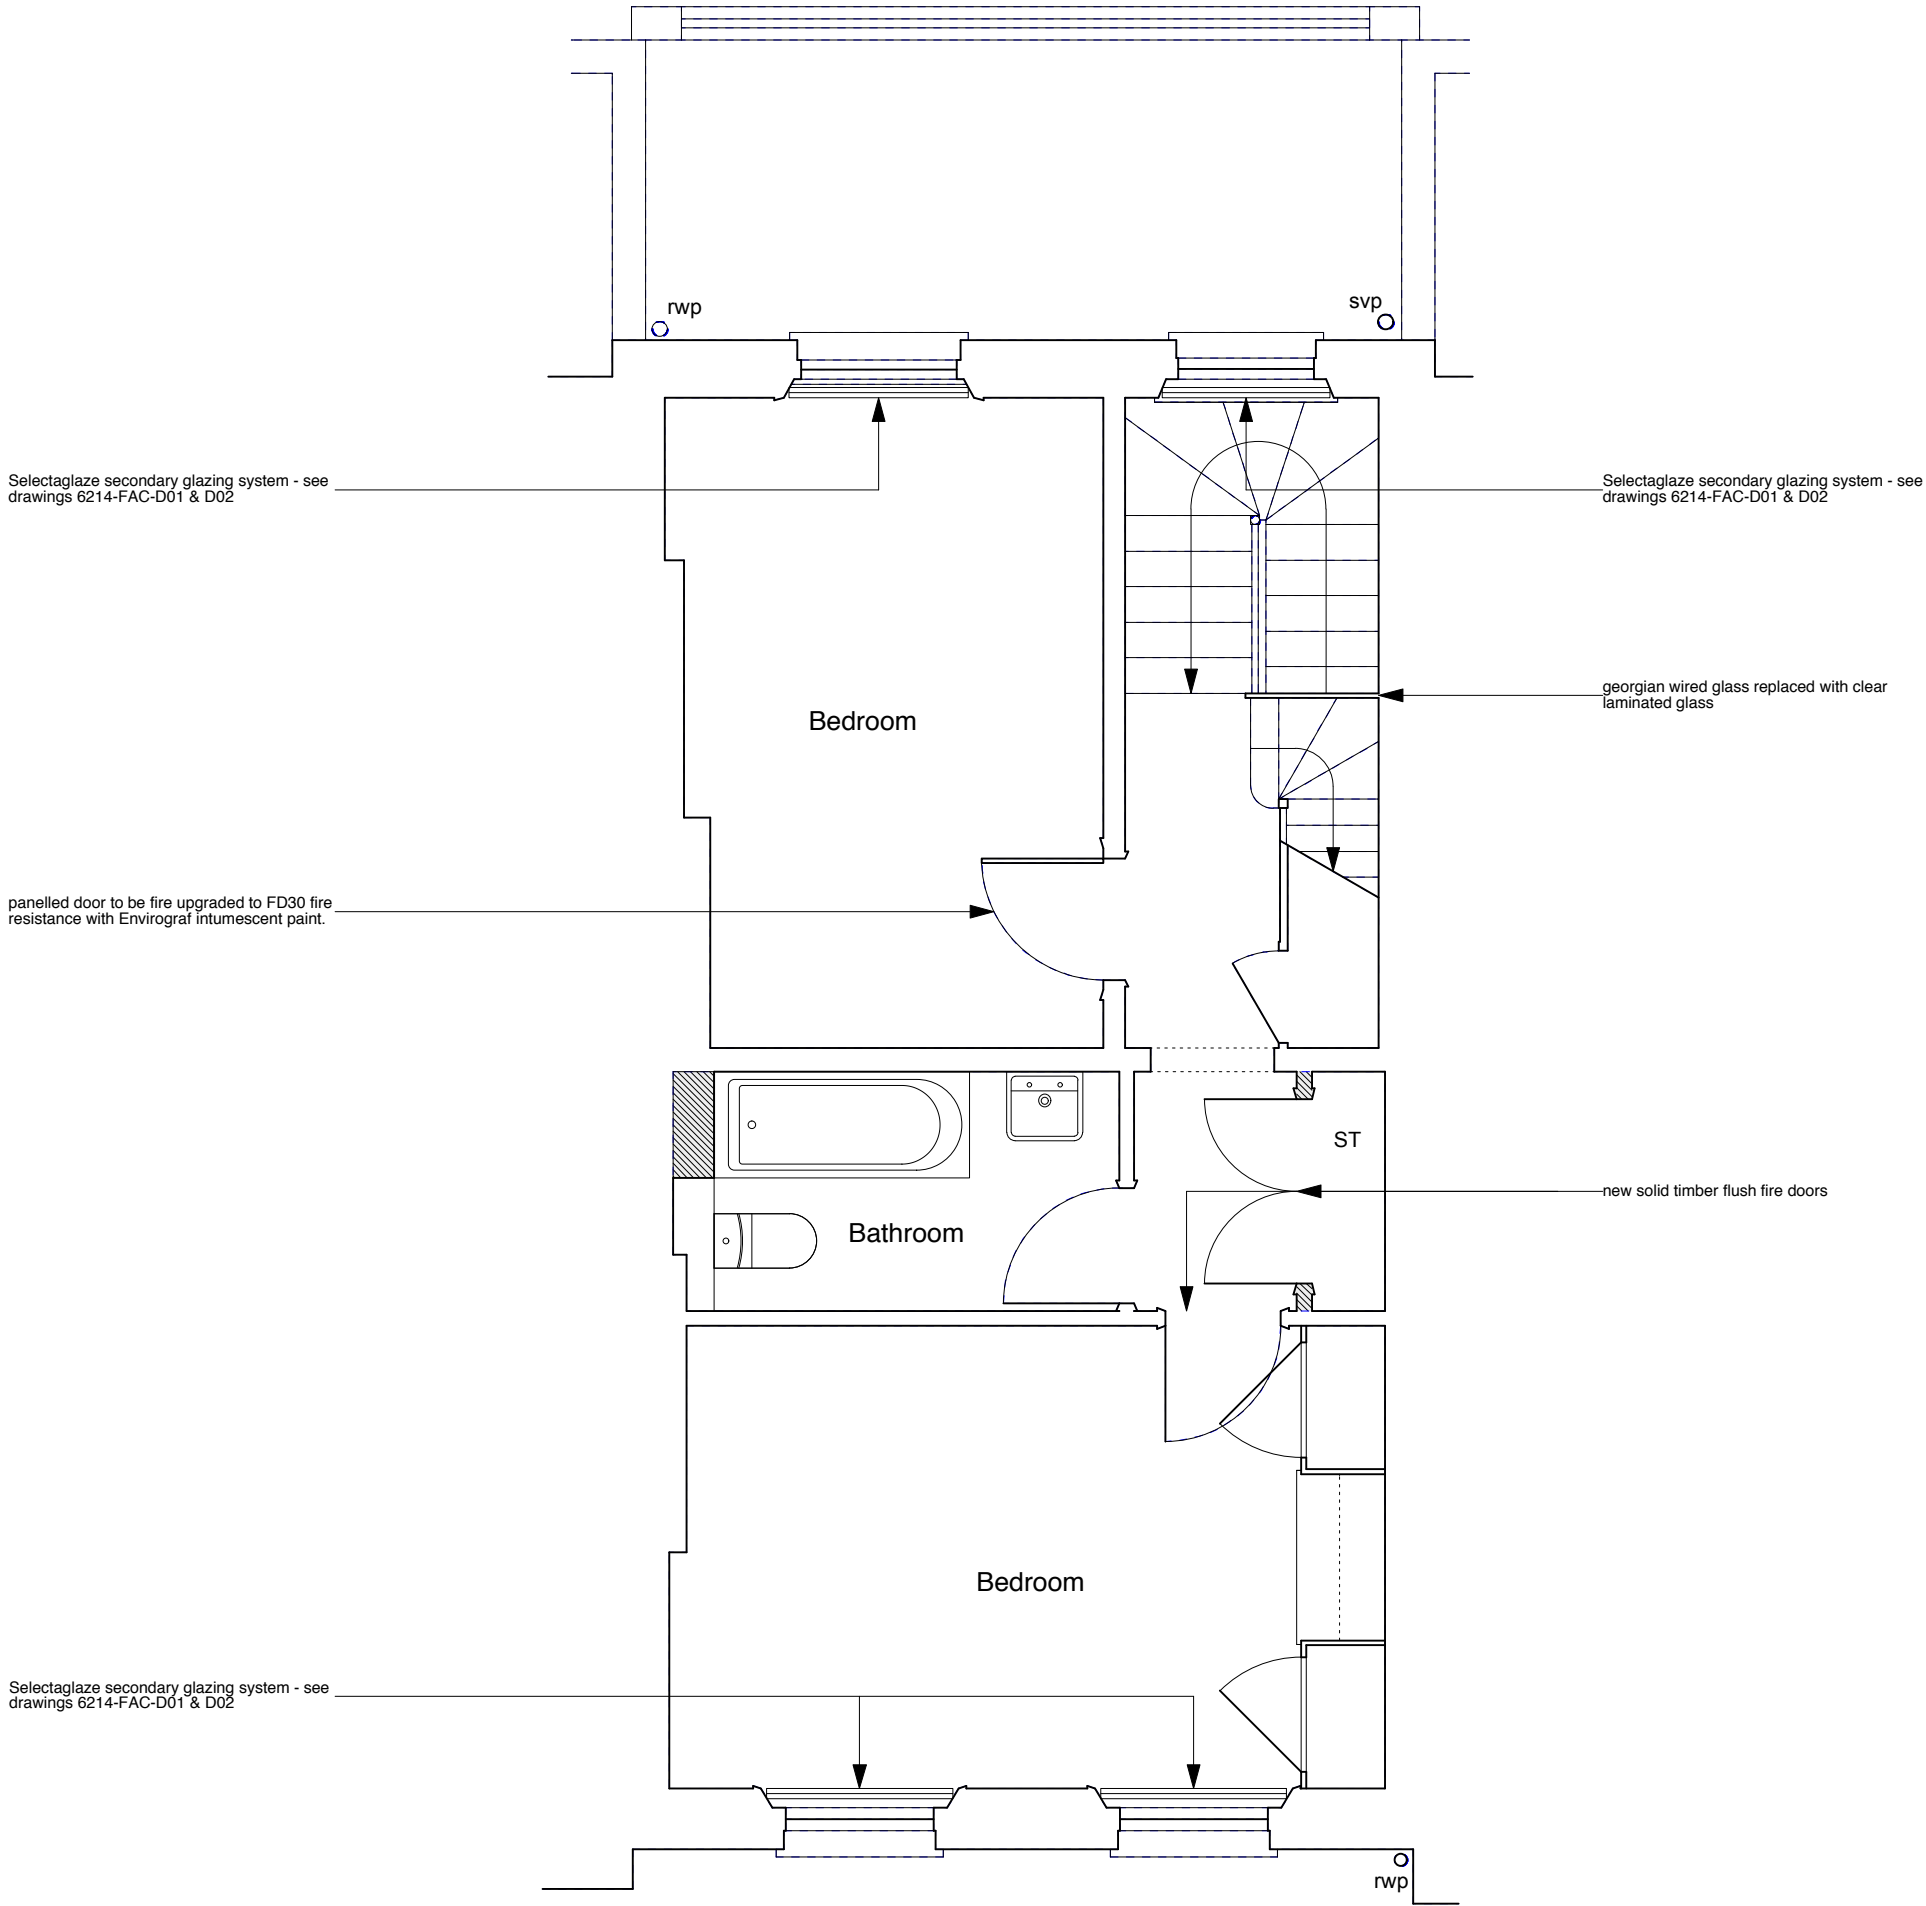 rwp
svp
Selectaglaze secondary glazing system - see
drawings 6214-FAC-D01 & D02
Selectaglaze secondary glazing system - see
drawings 6214-FAC-D01 & D02
georgian wired glass replaced with clear
laminated glass
Bedroom
panelled door to be fire upgraded to FD30 fire
resistance with Envirograf intumescent paint.
ST
new solid timber flush fire doors
Bathroom
Bedroom
Selectaglaze secondary glazing system - see
drawings 6214-FAC-D01 & D02
rwp